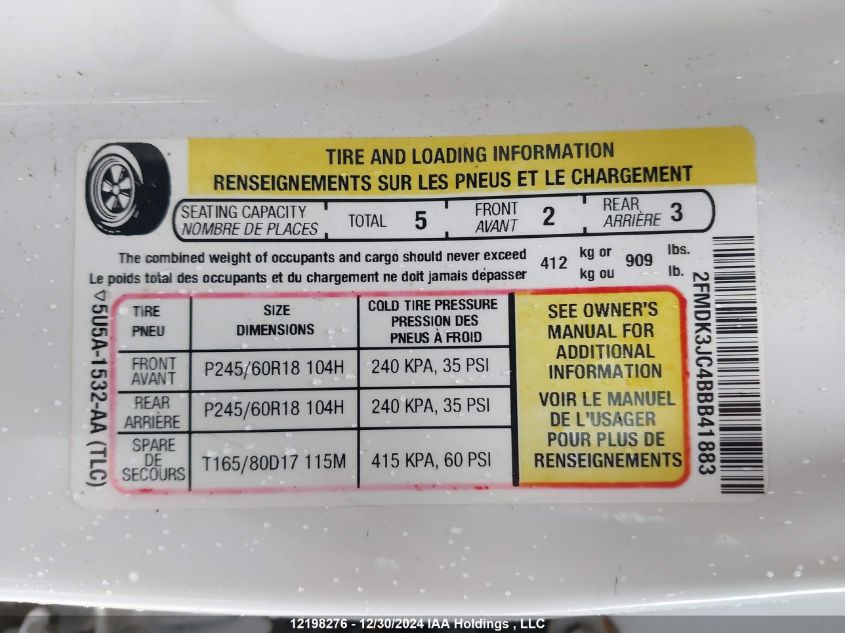 TIRE AND LOADING INFORMATION
RENSEIGNEMENTS SUR LES PNEUS ET LE CHARGEMENT
SEATING CAPACITY
NOMBRE DE PLACES
TOTAL 5
FRONT
AVANT 2
REAR
ARRIÈRE 3
The combined weight of occupants and cargo should never exceed 412 kg or 909 lbs.
Le poids total des occupants et du chargement ne doit jamais dépasser kg ou lb.
TIRE
PNEU
SIZE
DIMENSIONS
COLD TIRE PRESSURE
PRESSION DES
PNEUS À FROID
FRONT
AVANT
P245/60R18 104H
240 KPA, 35 PSI
REAR
ARRIÈRE
P245/60R18 104H
240 KPA, 35 PSI
SPARE
DE
SECOURS
T165/80D17 115M
415 KPA, 60 PSI
SEE OWNER'S
MANUAL FOR
ADDITIONAL
INFORMATION
VOIR LE MANUEL
DE L'USAGER
POUR PLUS DE
RENSEIGNEMENTS
5U5A-1532-AA (TLC)
2FMDK3JC4BBB41883
12198276 - 12/30/2024 IAA Holdings , LLC